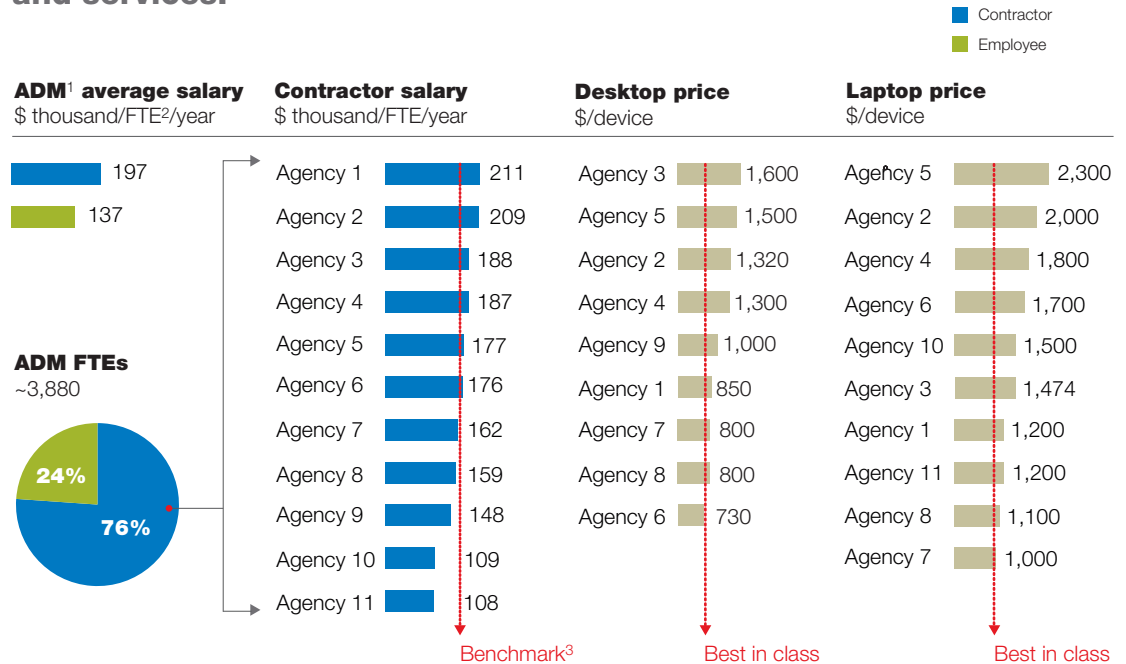 and services.
Contractor
Employee
ADM1 average salary
$ thousand/FTE2/year
197
137
ADM FTEs
~3,880
24%
76%
Contractor salary
$ thousand/FTE/year
Agency 1 211
Agency 2 209
Agency 3 188
Agency 4 187
Agency 5 177
Agency 6 176
Agency 7 162
Agency 8 159
Agency 9 148
Agency 10 109
Agency 11 108
Benchmark3
Desktop price
$/device
Agency 3 1,600
Agency 5 1,500
Agency 2 1,320
Agency 4 1,300
Agency 9 1,000
Agency 1 850
Agency 7 800
Agency 8 800
Agency 6 730
Best in class
Laptop price
$/device
Agency 5 2,300
Agency 2 2,000
Agency 4 1,800
Agency 6 1,700
Agency 10 1,500
Agency 3 1,474
Agency 1 1,200
Agency 11 1,200
Agency 8 1,100
Agency 7 1,000
Best in class